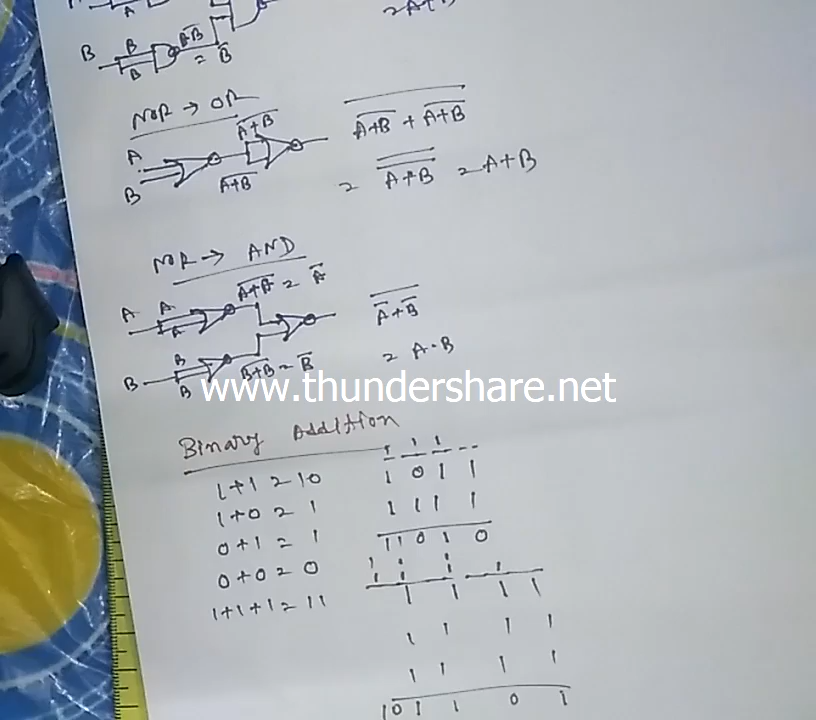 A
2A+B
B B A̅B̅
B = B̅
NOR → OR
A A̅+̅B̅
B A̅+̅B̅
A̅+̅B̅ + A̅+̅B̅
= A+B = A+B
NOR → AND
A A A̅+̅A̅ = A̅
A
B B B̅+̅B̅ = B̅
B
A̅+B̅
= A·B
www.thundershare.net
Binary Addition
1+1 = 10
1+0 = 1
0+1 = 1
0+0 = 0
1+1+1 = 11
1 1 1
1 0 1 1
1 1 1 1
1 1 0 1 0
1 1 1 1
1 1 1 1
1 1 1 1
1 0 1 1 0 1